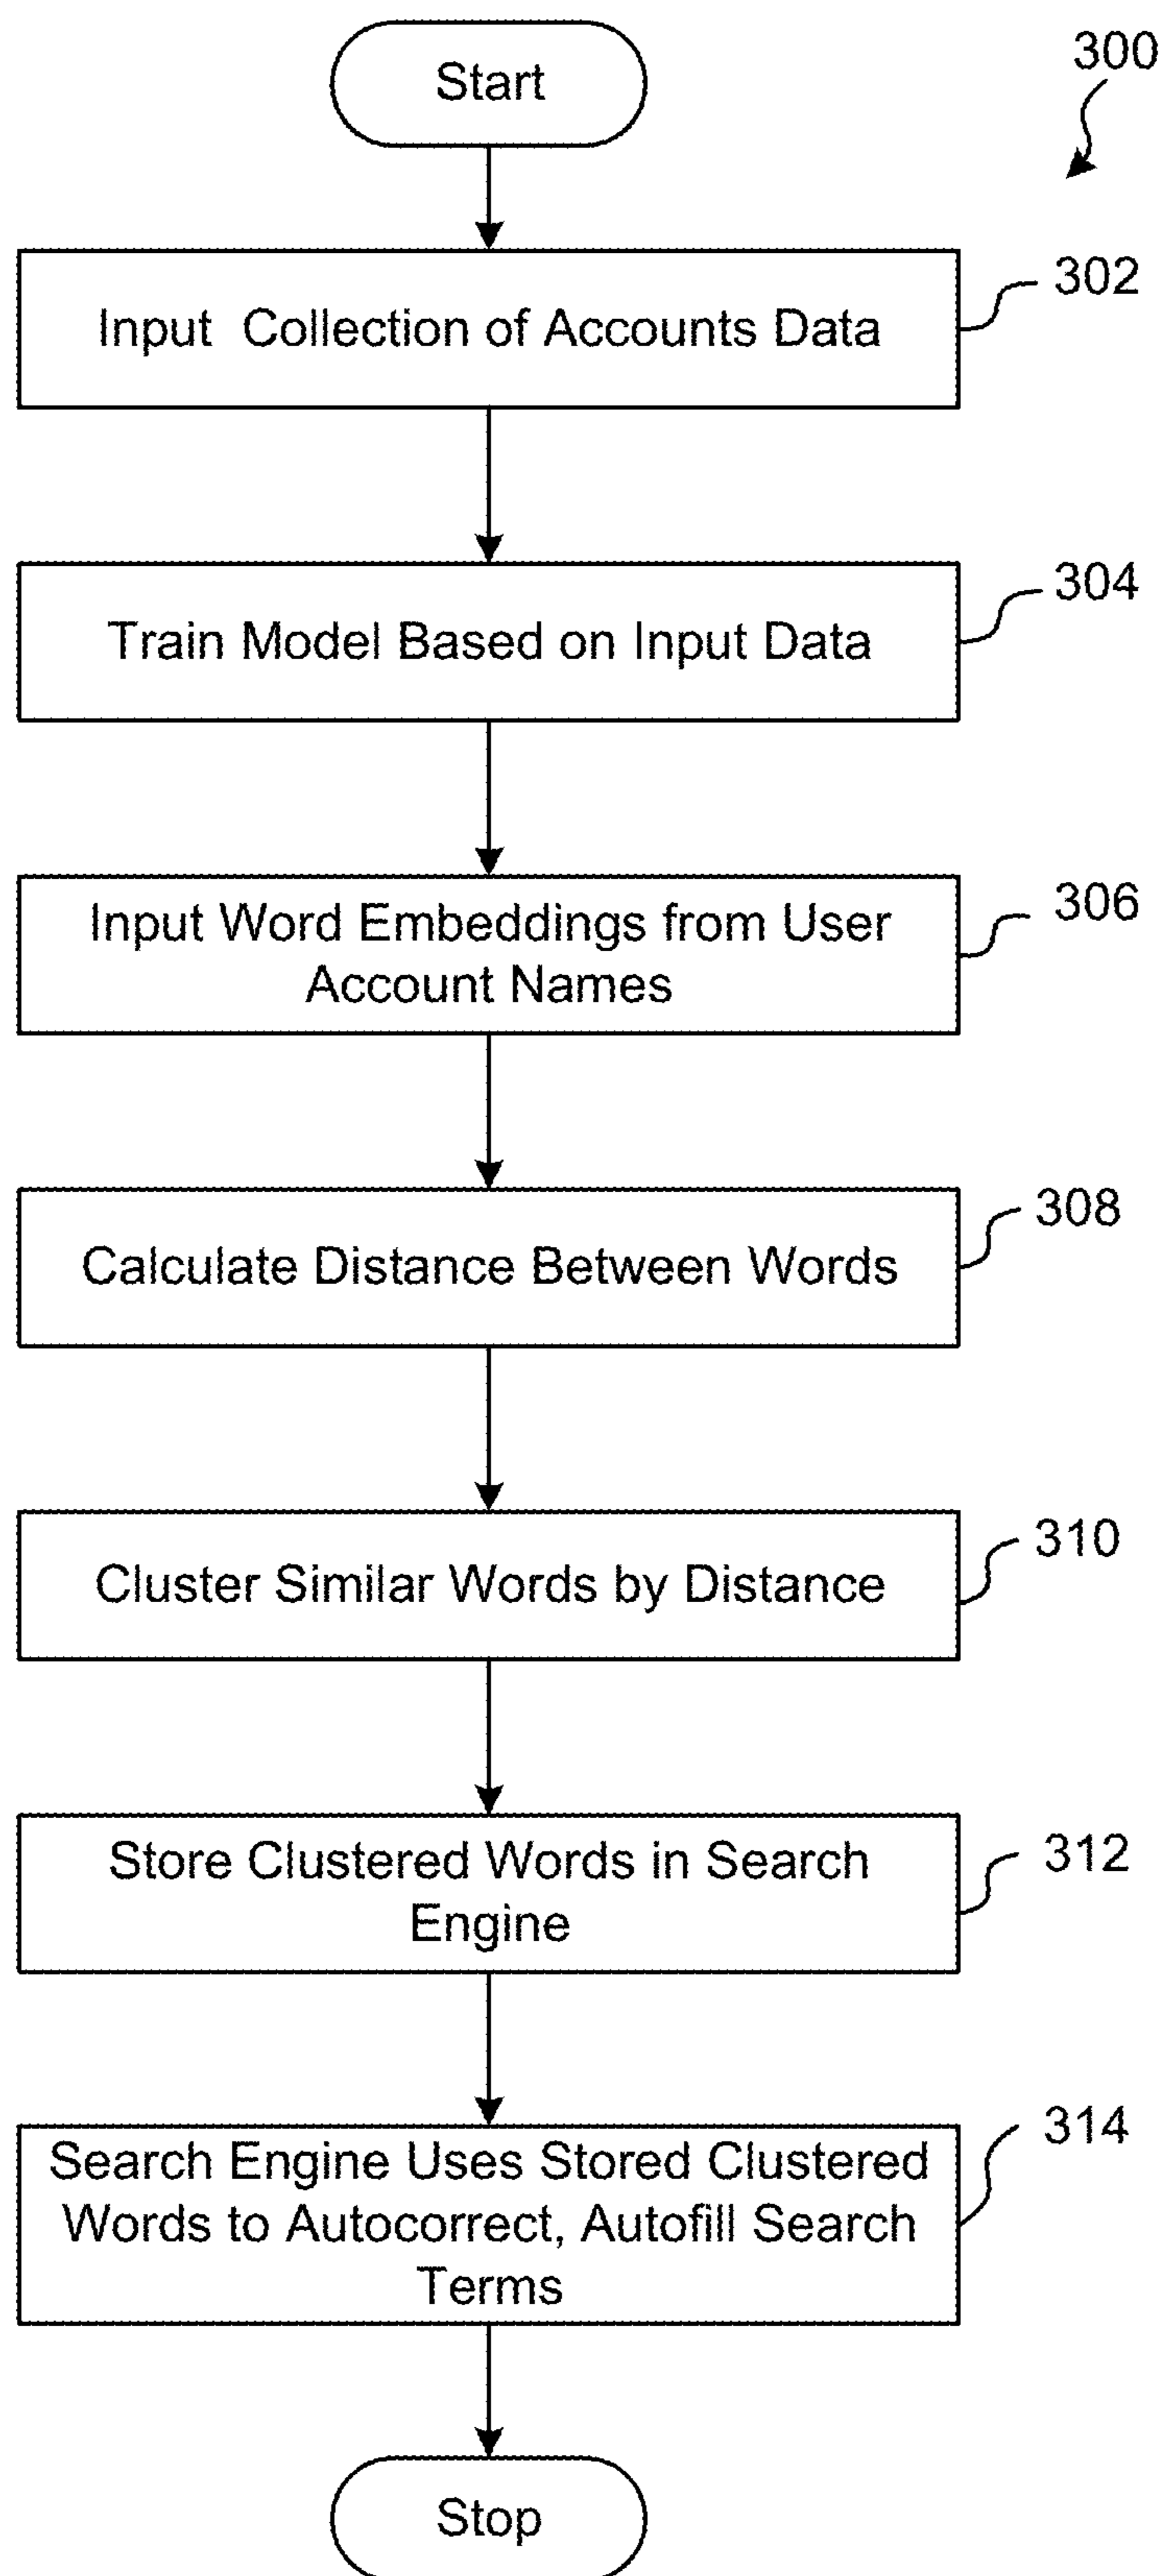 Start
300
Input Collection of Accounts Data
302
Train Model Based on Input Data
304
Input Word Embeddings from User
Account Names
306
Calculate Distance Between Words
308
Cluster Similar Words by Distance
310
Store Clustered Words in Search
Engine
312
Search Engine Uses Stored Clustered
Words to Autocorrect, Autofill Search
Terms
314
Stop